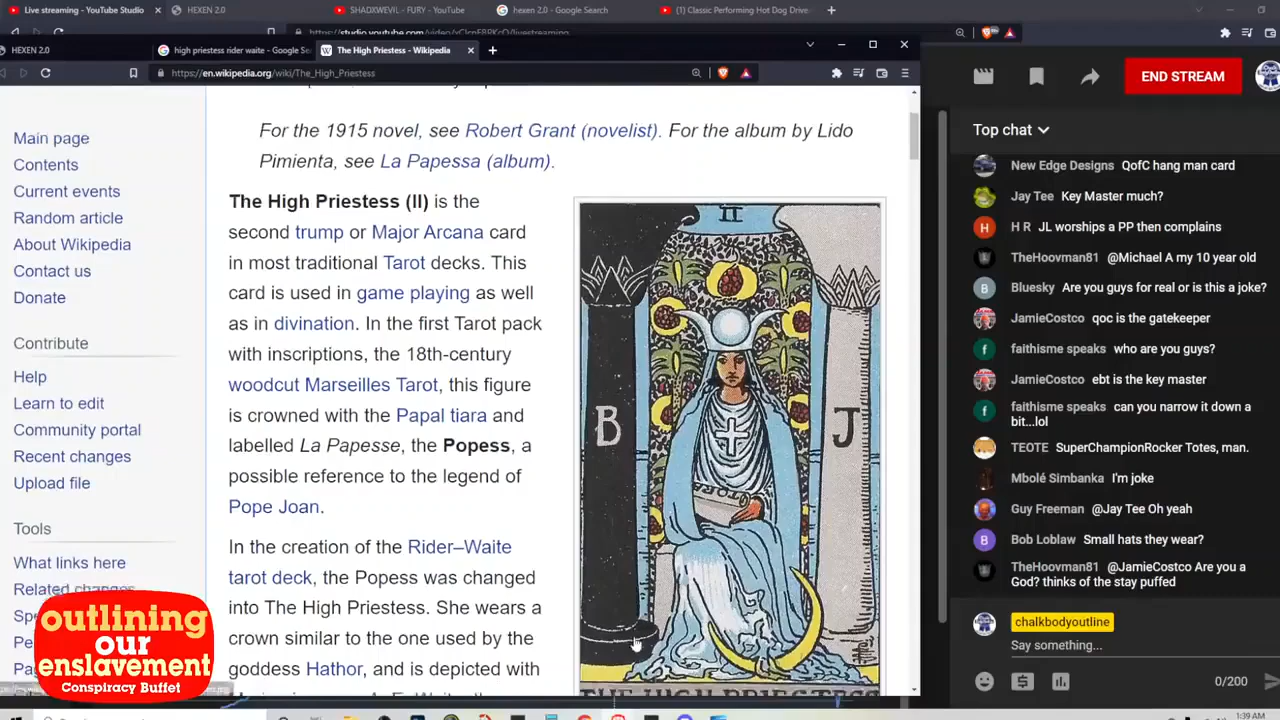 Live streaming - YouTube Studio
HEXEN 2.0
SHADXWEVIL - FURY - YouTube
hexen 2.0 - Google Search
(1) Classic Performing Hot Dog Drive
HEXEN 2.0
high priestess rider waite - Google Se
The High Priestess - Wikipedia
https://en.wikipedia.org/wiki/The_High_Priestess
END STREAM
Main page
Contents
Current events
Random article
About Wikipedia
Contact us
Donate
Contribute
Help
Learn to edit
Community portal
Recent changes
Upload file
Tools
What links here
Related changes
For the 1915 novel, see Robert Grant (novelist). For the album by Lido
Pimienta, see La Papessa (album).
The High Priestess (II) is the
second trump or Major Arcana card
in most traditional Tarot decks. This
card is used in game playing as well
as in divination. In the first Tarot pack
with inscriptions, the 18th-century
woodcut Marseilles Tarot, this figure
is crowned with the Papal tiara and
labelled La Papesse, the Popess, a
possible reference to the legend of
Pope Joan.
In the creation of the Rider–Waite
tarot deck, the Popess was changed
into The High Priestess. She wears a
crown similar to the one used by the
goddess Hathor, and is depicted with
II
B
J
THE HIGH PRIESTESS
Top chat
New Edge Designs QofC hang man card
Jay Tee Key Master much?
H R JL worships a PP then complains
TheHoovman81 @Michael A my 10 year old
Bluesky Are you guys for real or is this a joke?
JamieCostco qoc is the gatekeeper
faithisme speaks who are you guys?
JamieCostco ebt is the key master
faithisme speaks can you narrow it down a
bit...lol
TEOTE SuperChampionRocker Totes, man.
Mbolé Simbanka I'm joke
Guy Freeman @Jay Tee Oh yeah
Bob Loblaw Small hats they wear?
TheHoovman81 @JamieCostco Are you a
God? thinks of the stay puffed
chalkbodyoutline
Say something...
0/200
outlining
our
enslavement
Conspiracy Buffet
1:39 AM